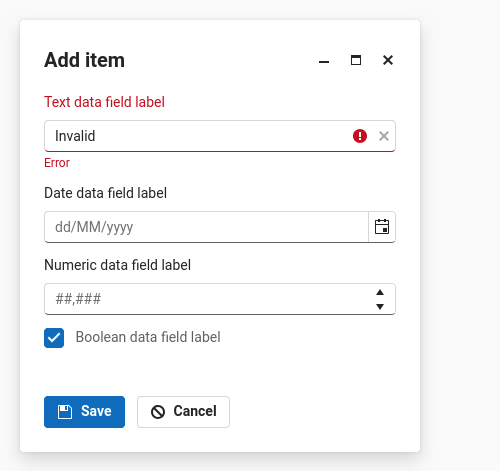 Add item
Text data field label
Invalid
Error
Date data field label
dd/MM/yyyy
Numeric data field label
##,###
Boolean data field label
Save
Cancel